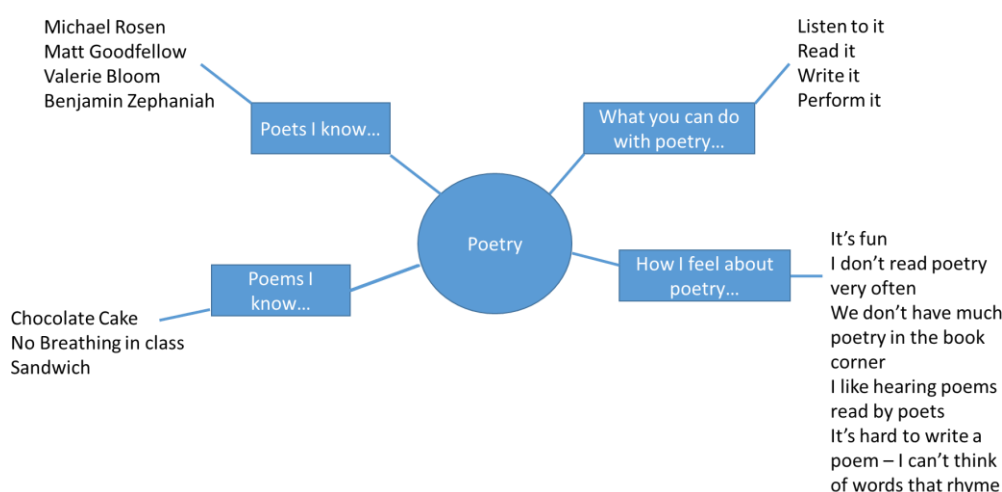 Michael Rosen
Matt Goodfellow
Valerie Bloom
Benjamin Zephaniah
Poets I know…
Listen to it
Read it
Write it
Perform it
What you can do
with poetry…
Poetry
Poems I
know…
Chocolate Cake
No Breathing in class
Sandwich
How I feel about
poetry…
It’s fun
I don’t read poetry
very often
We don’t have much
poetry in the book
corner
I like hearing poems
read by poets
It’s hard to write a
poem – I can’t think
of words that rhyme